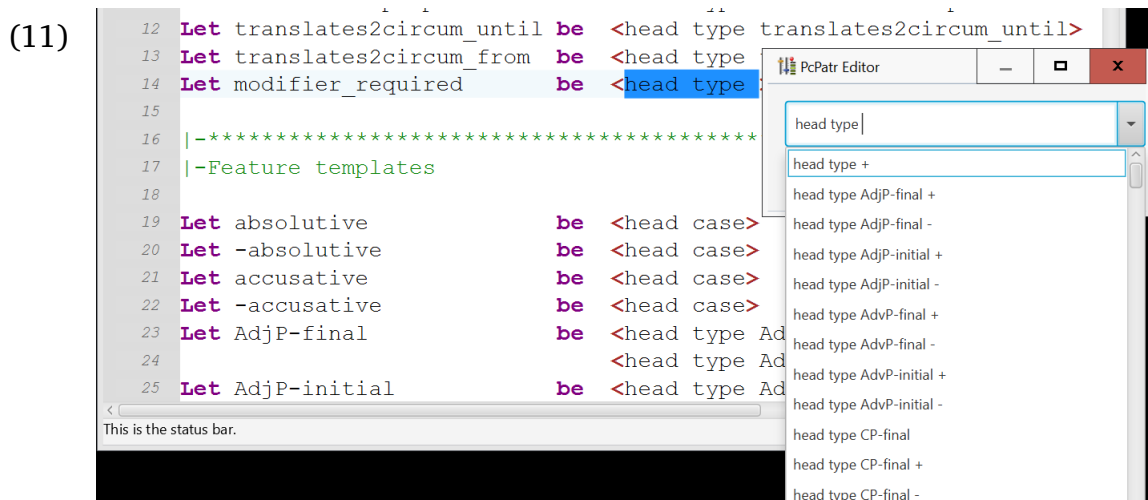 (11)
12 Let translates2circum_until be <head type translates2circum_until>
13 Let translates2circum_from be <head type
14 Let modifier_required be <head type
15
16 |-*****************************************
17 |-Feature templates
18
19 Let absolutive be <head case>
20 Let -absolutive be <head case>
21 Let accusative be <head case>
22 Let -accusative be <head case>
23 Let AdjP-final be <head type Ad
24 <head type Ad
25 Let AdjP-initial be <head type Ad
This is the status bar.
PcPatr Editor
head type
head type +
head type AdjP-final +
head type AdjP-final -
head type AdjP-initial +
head type AdjP-initial -
head type AdvP-final +
head type AdvP-final -
head type AdvP-initial +
head type AdvP-initial -
head type CP-final
head type CP-final +
head type CP-final -